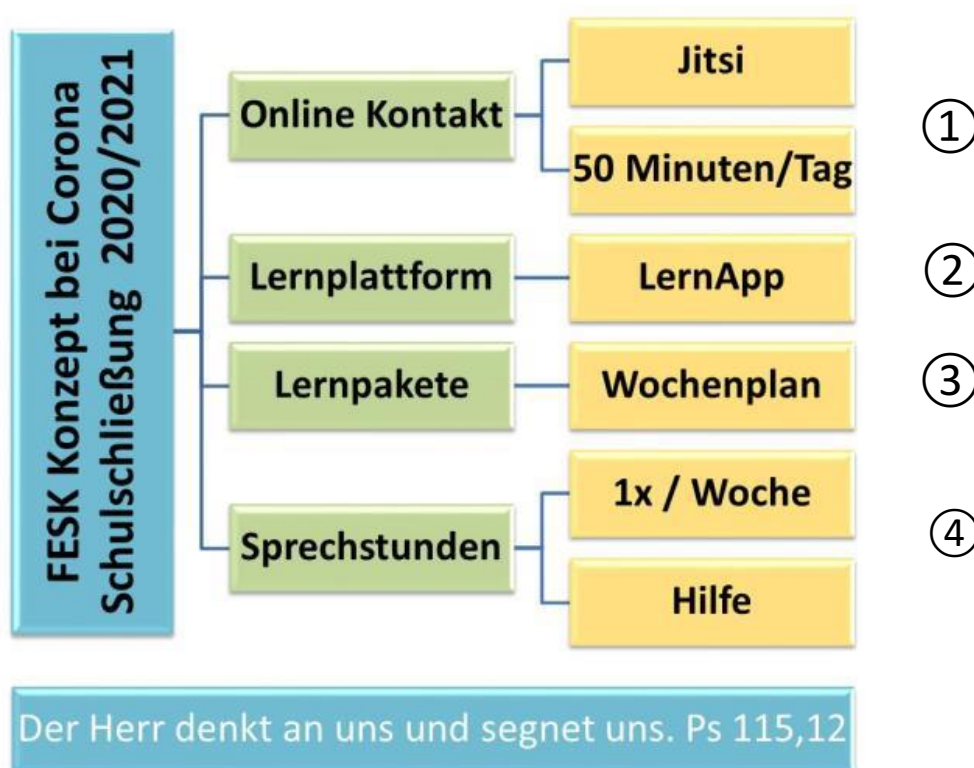 FESK Konzept bei Corona
Schulschließung 2020/2021
Online Kontakt
Jitsi
50 Minuten/Tag
①
Lernplattform
LernApp
②
Lernpakete
Wochenplan
③
Sprechstunden
1x / Woche
Hilfe
④
Der Herr denkt an uns und segnet uns. Ps 115,12